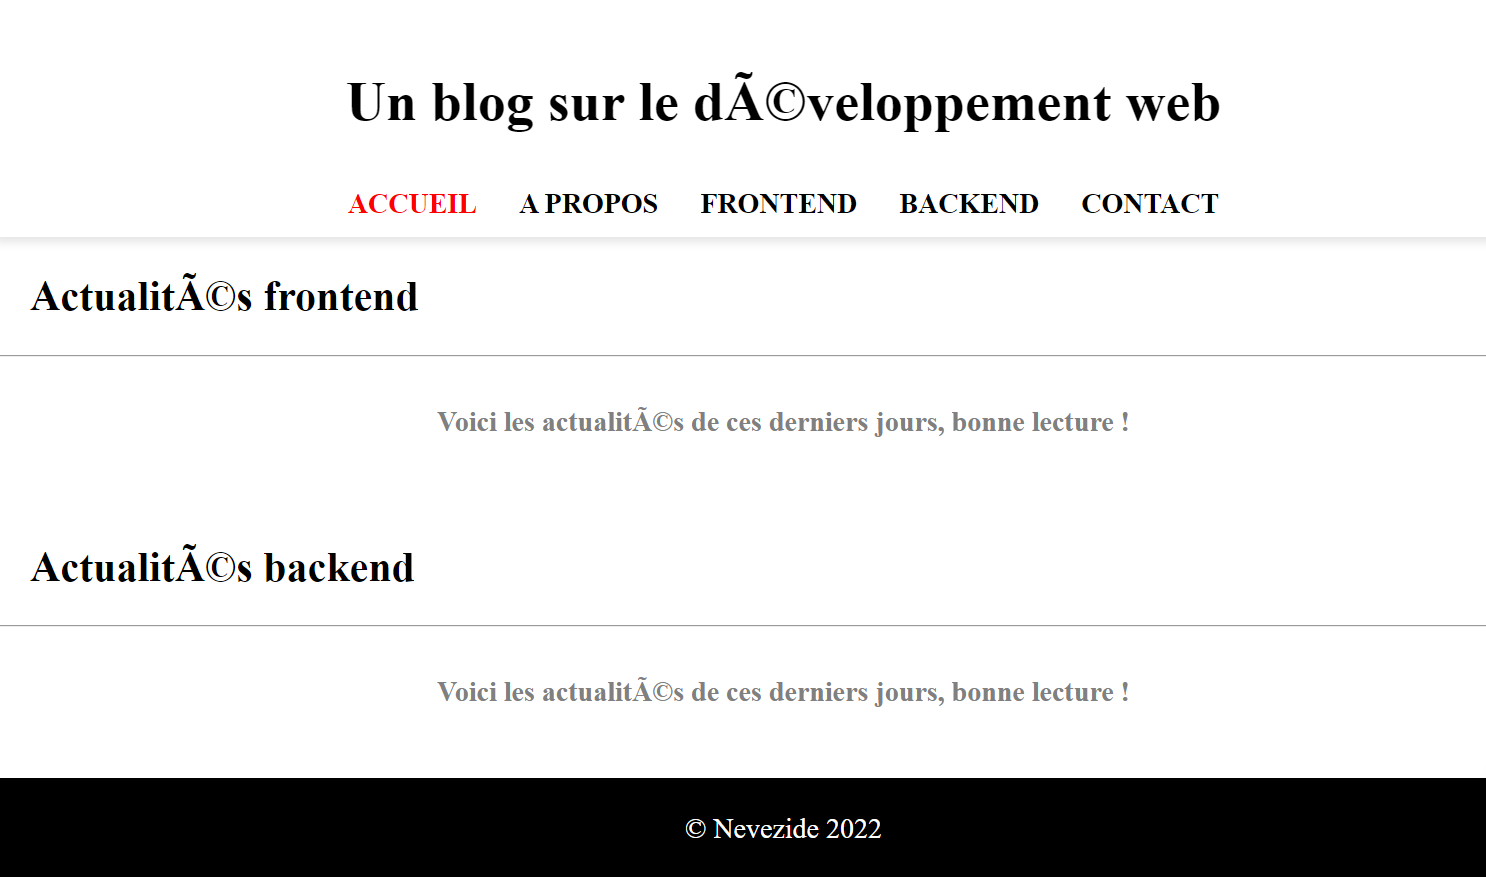 Un blog sur le dÃ©veloppement web
ACCUEIL A PROPOS FRONTEND BACKEND CONTACT
ActualitÃ©s frontend
Voici les actualitÃ©s de ces derniers jours, bonne lecture !
ActualitÃ©s backend
Voici les actualitÃ©s de ces derniers jours, bonne lecture !
© Nevezide 2022